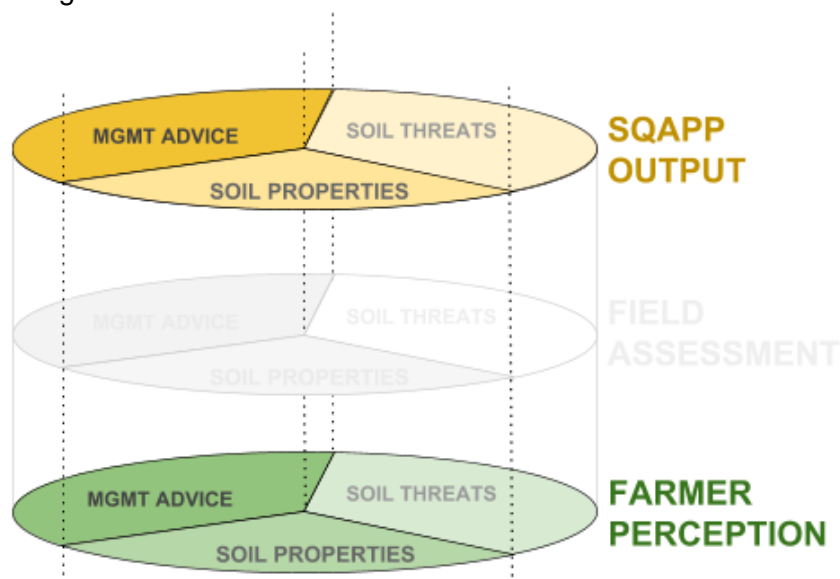 MGMT ADVICE
SOIL THREATS
SOIL PROPERTIES
SQAPP
OUTPUT
MGMT ADVICE
SOIL THREATS
SOIL PROPERTIES
FIELD
ASSESSMENT
MGMT ADVICE
SOIL THREATS
SOIL PROPERTIES
FARMER
PERCEPTION